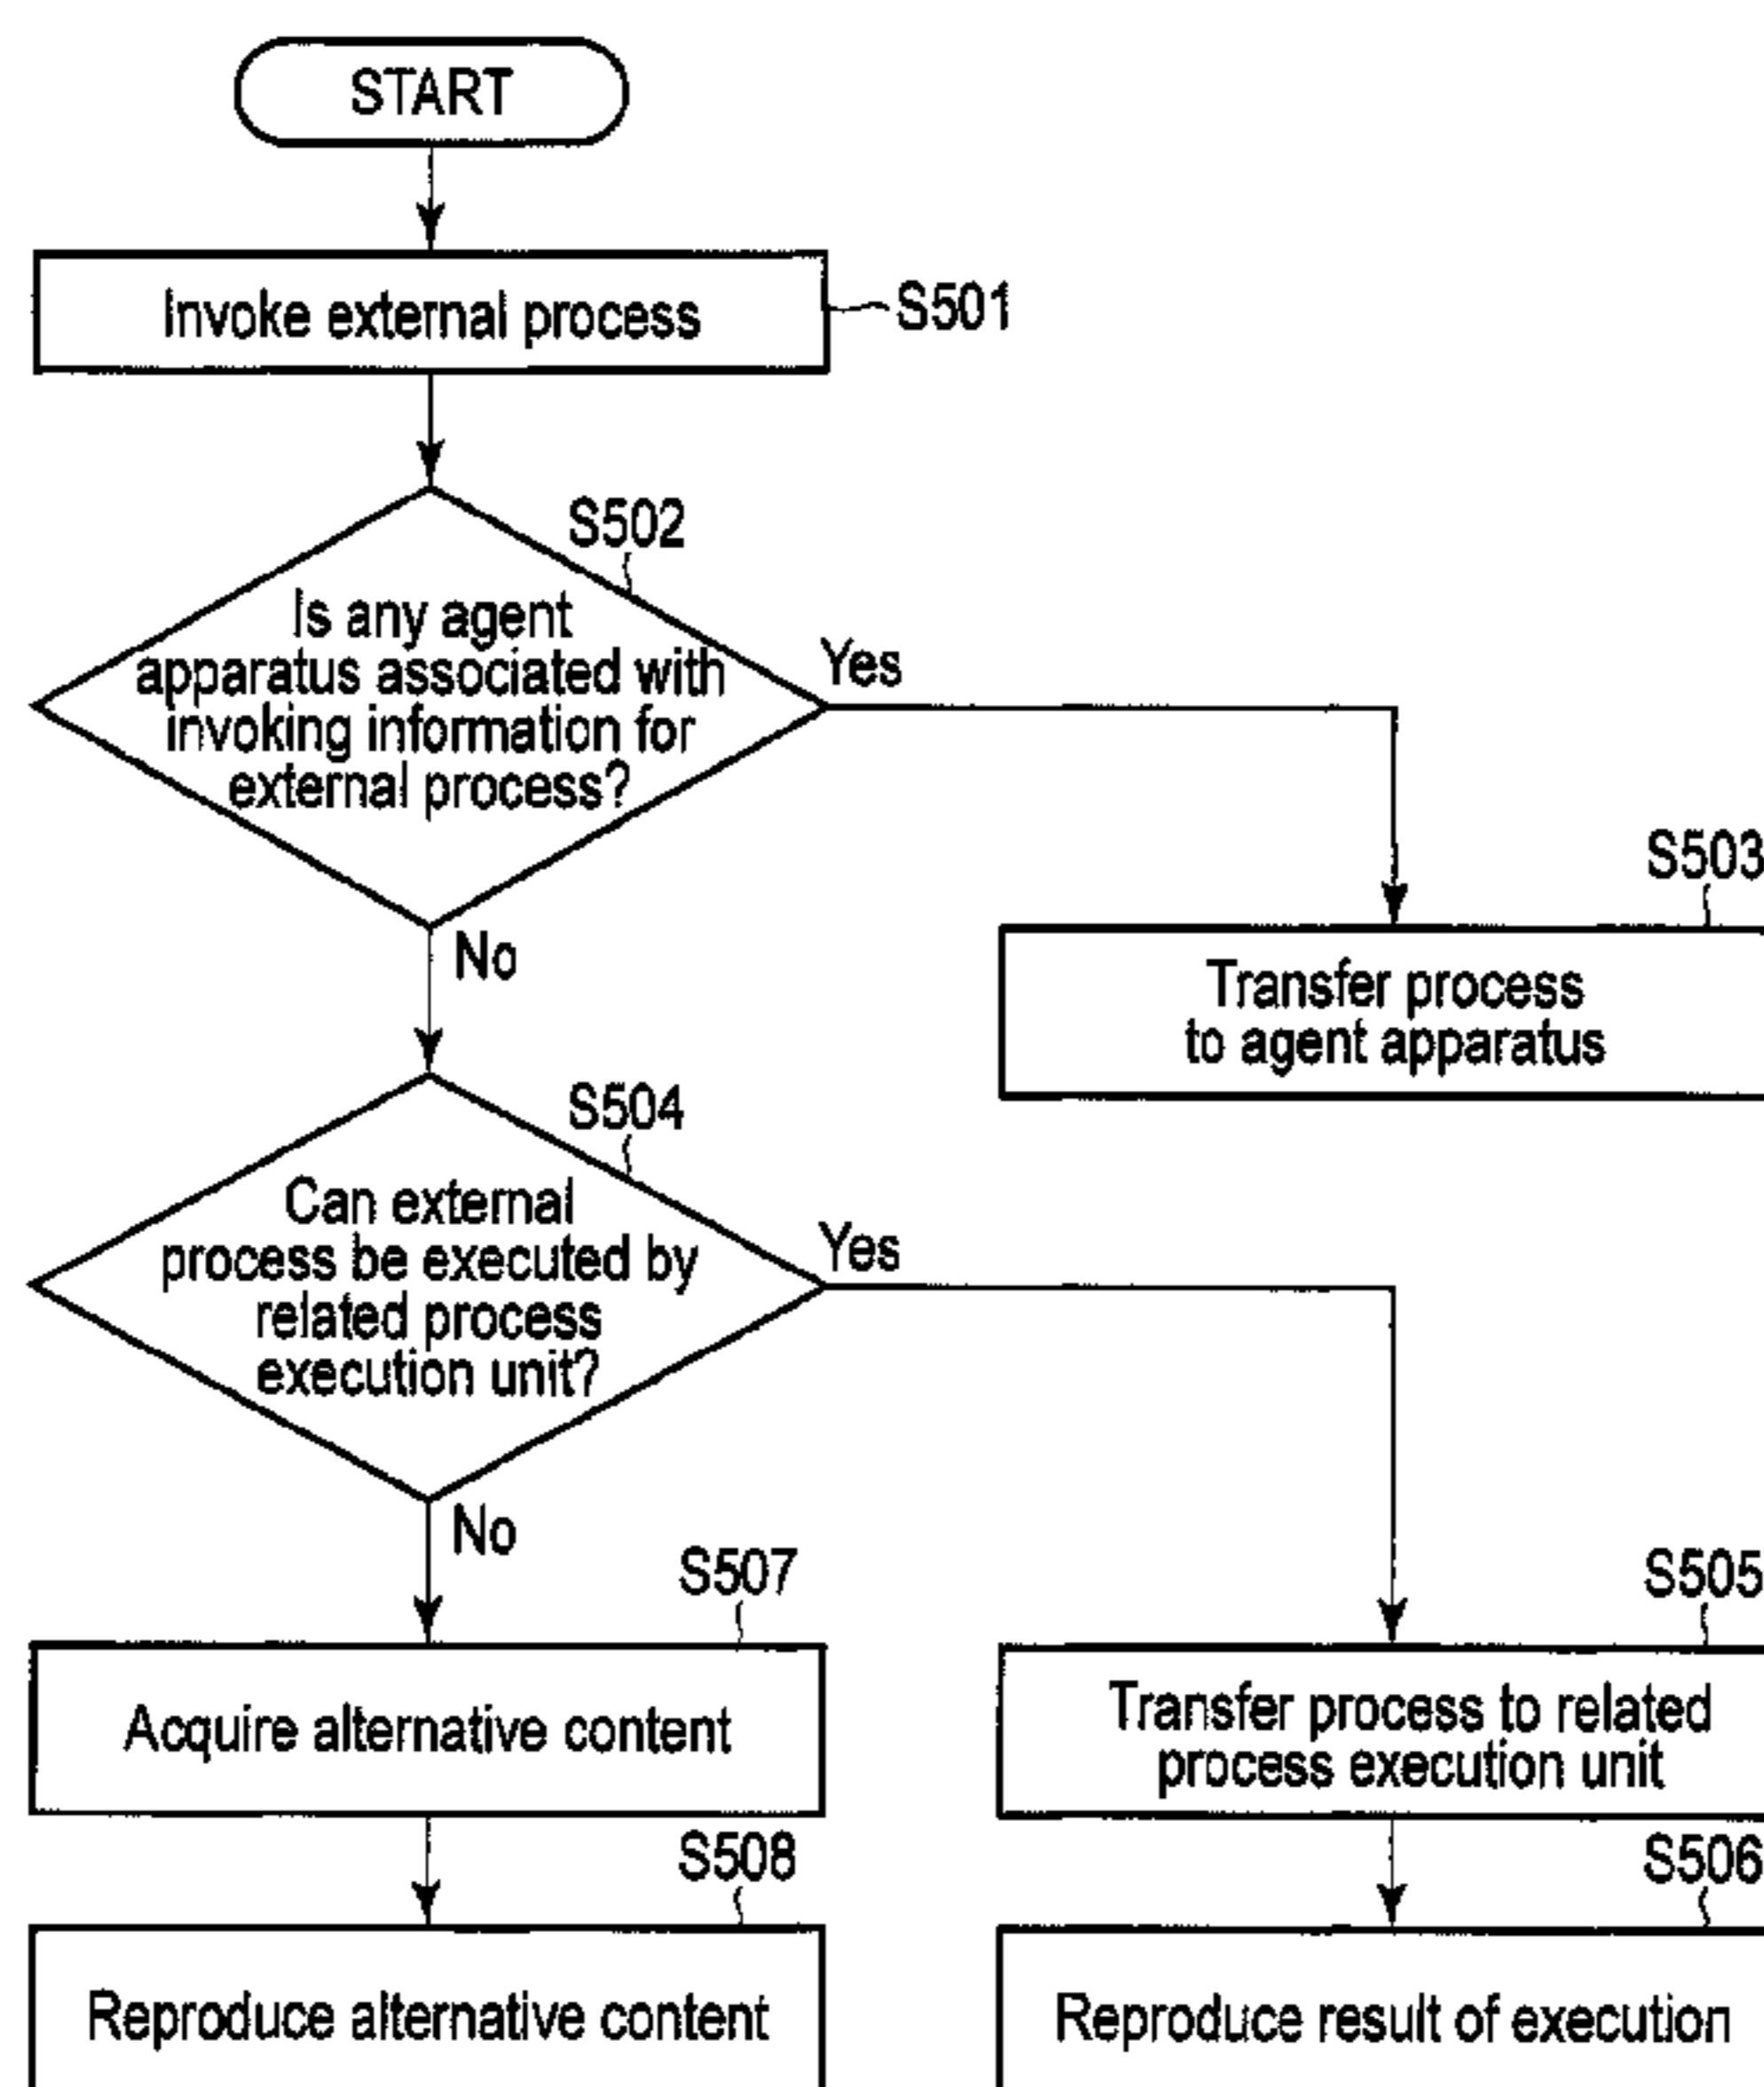 START
Invoke external process
S501
S502
Is any agent
apparatus associated with
invoking information for
external process?
Yes
No
S503
Transfer process
to agent apparatus
S504
Can external
process be executed by
related process
execution unit?
Yes
No
S507
Acquire alternative content
S505
Transfer process to related
process execution unit
S508
Reproduce alternative content
S506
Reproduce result of execution